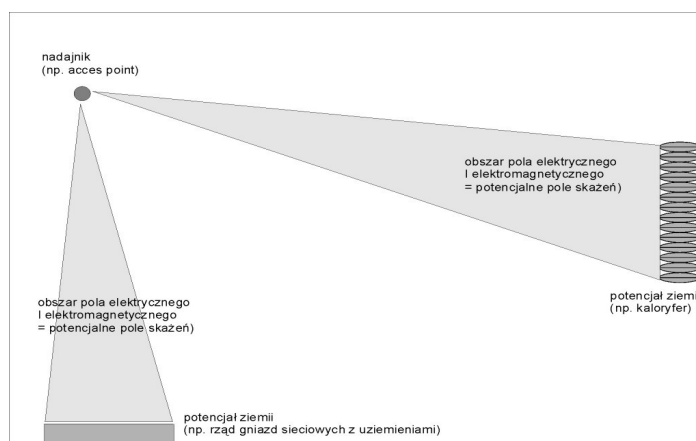 nadajnik
(np. acces point)
obszar pola elektrycznego
I elektromagnetycznego
= potencjalne pole skażeń)
potencjał ziemi
(np. kaloryfer)
obszar pola elektrycznego
I elektromagnetycznego
= potencjalne pole skażeń)
potencjał ziemii
(np. rząd gniazd sieciowych z uziemieniami)